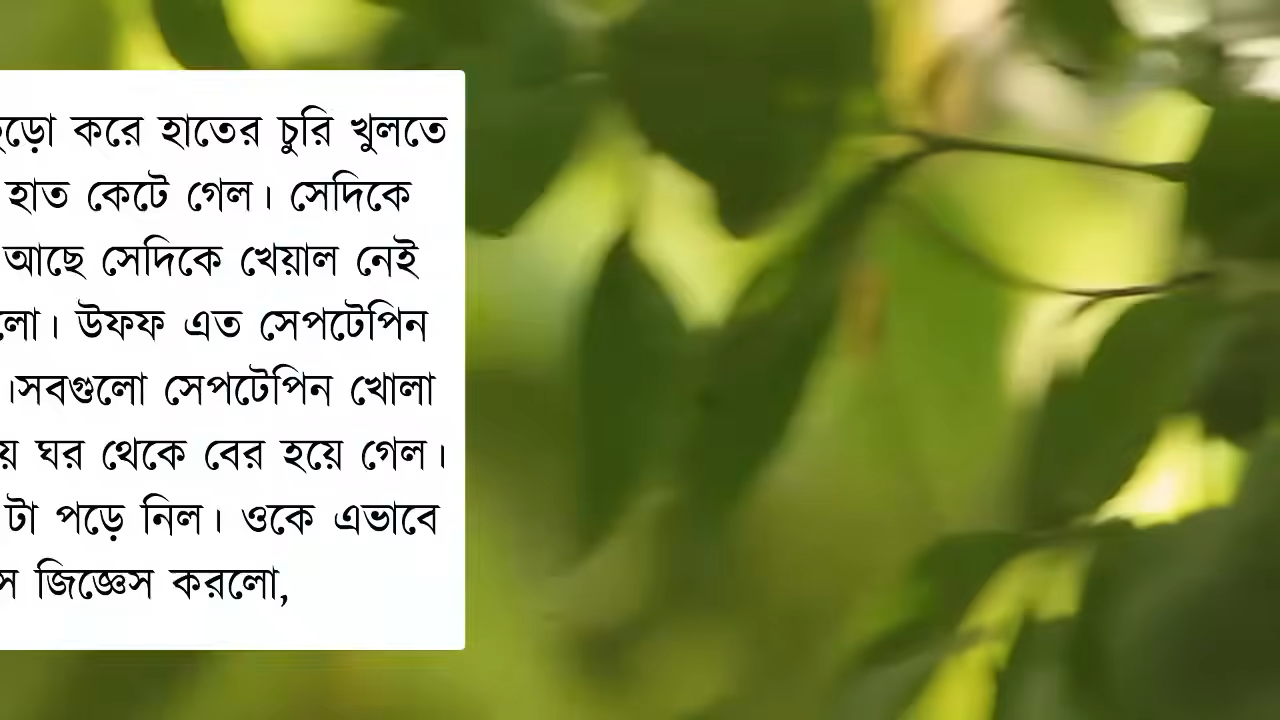 করে হাতের চুরি খুলতে
হাত কেটে গেল। সেদিকে
আছে সেদিকে খেয়াল নেই
উফফ এত সেপটেপিন
।সবগুলো সেপটেপিন খোলা
ঘর থেকে বের হয়ে গেল।
টা পড়ে নিল। ওকে এভাবে
জিজ্ঞেস করলো,